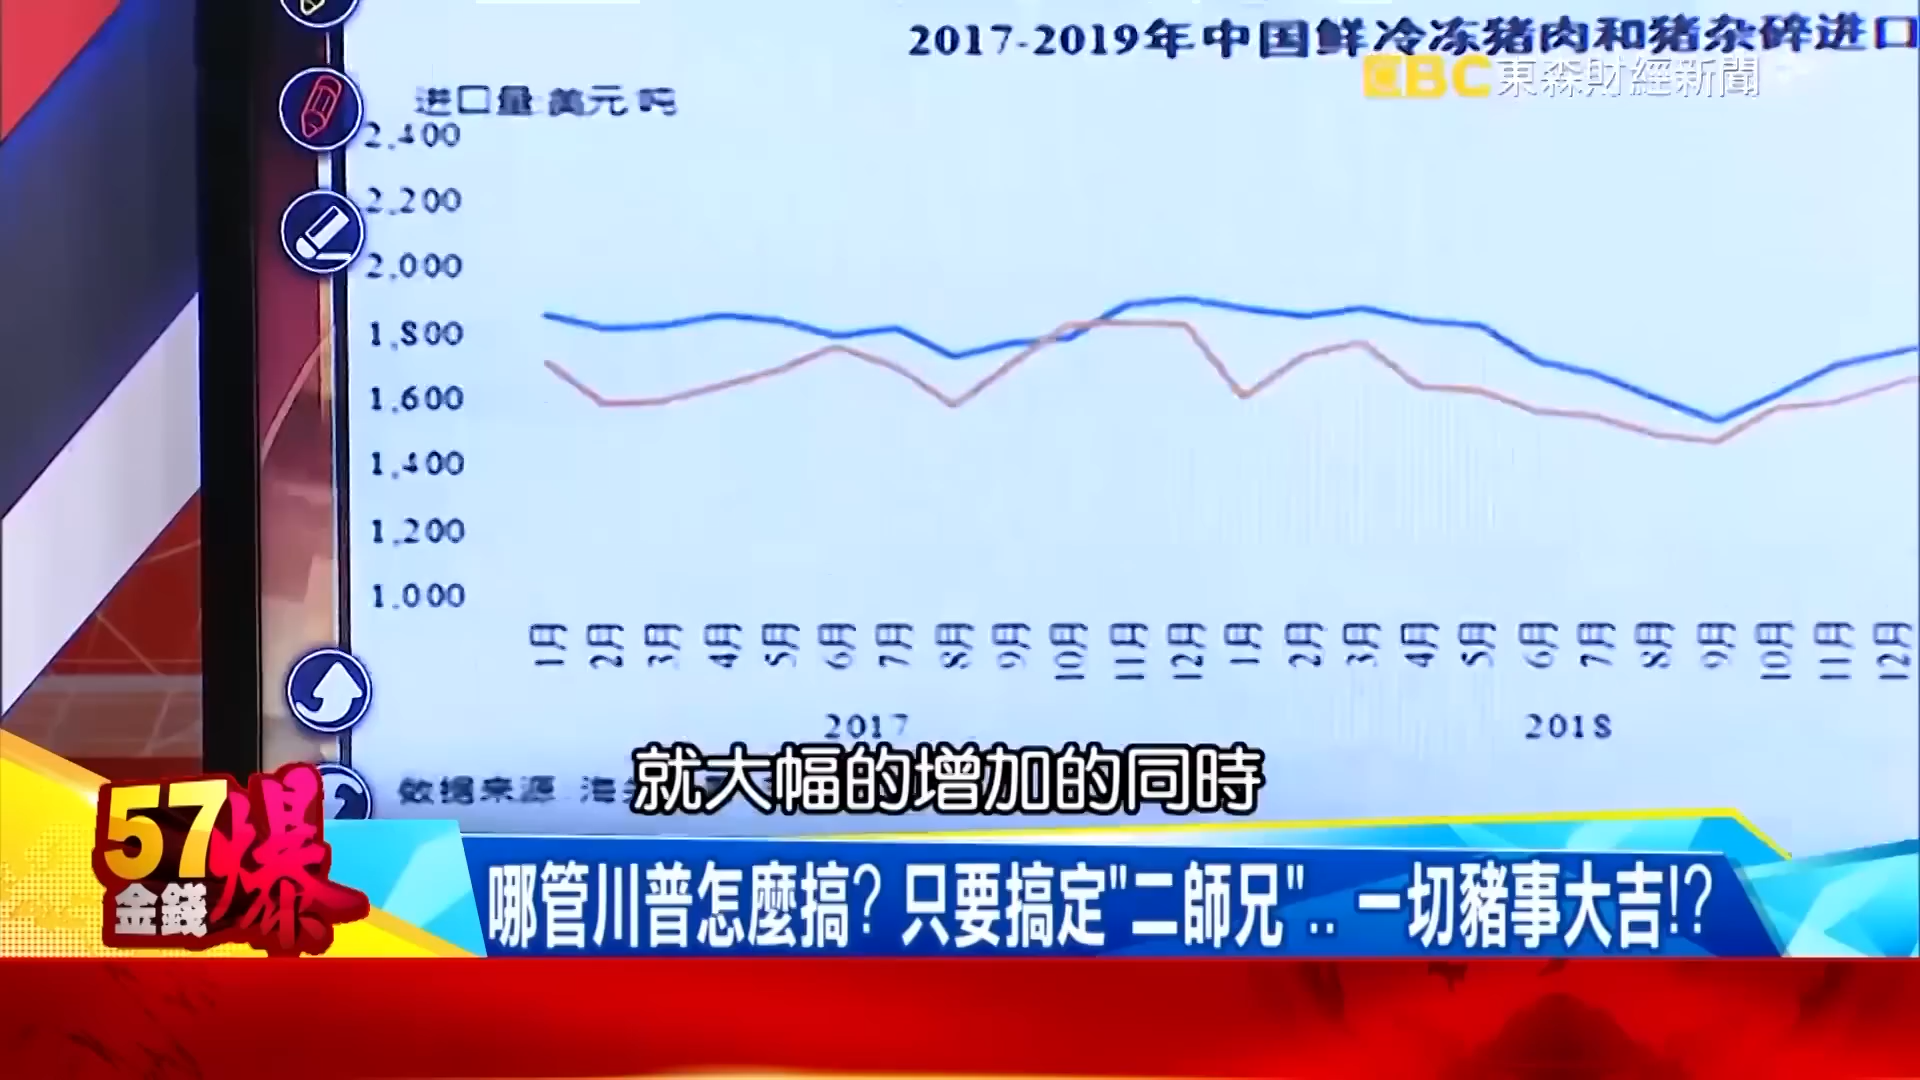 2017-2019年中国鲜冷冻猪肉和猪杂碎进口
EBC東森財經新聞
进口量:美元/吨
2,400
2,200
2,000
1,800
1,600
1,400
1,200
1,000
1月 2月 3月 4月 5月 6月 7月 8月 9月 10月 11月 12月 1月 2月 3月 4月 5月 6月 7月 8月 9月 10月 11月 12月
2017 2018
数据来源 海
就大幅的增加的同時
57金錢爆
哪管川普怎麼搞? 只要搞定"二師兄".. 一切豬事大吉!?